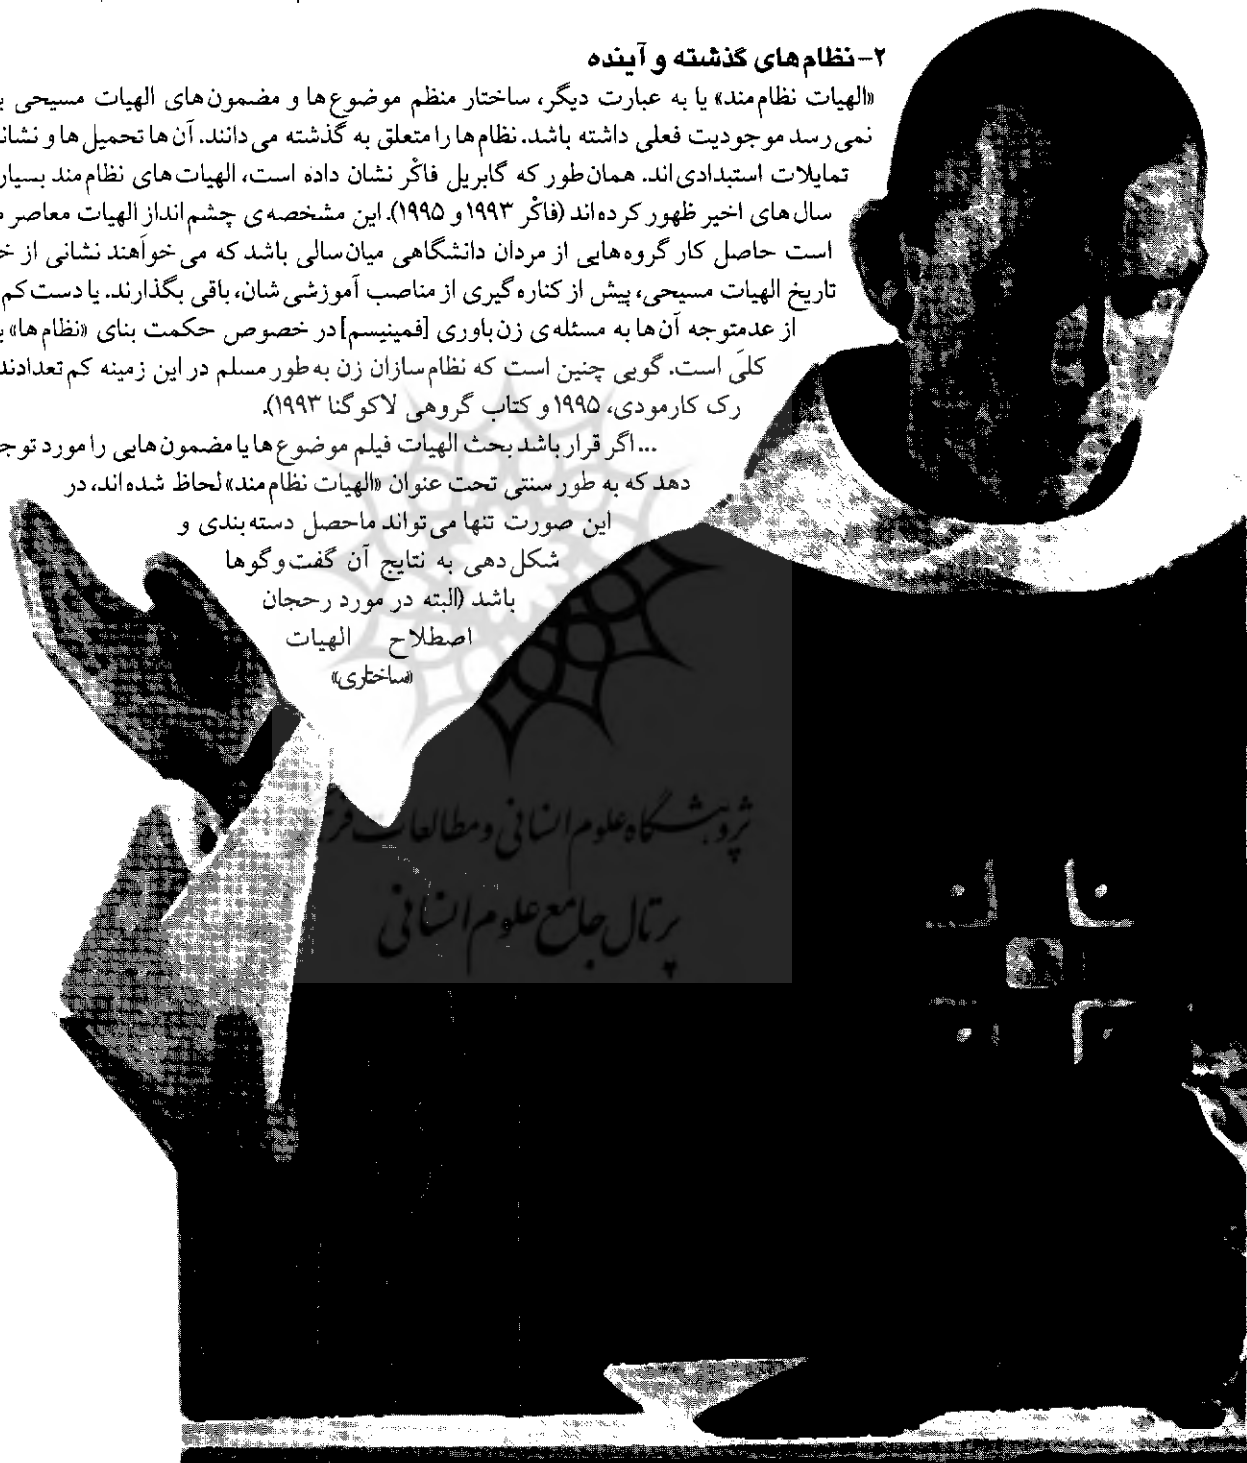 ۲-نظام‌های گذشته و آینده
«الهیات نظام‌مند» یا به عبارت دیگر، ساختار منظم موضوع‌ها و مضمون‌های الهیات مسیحی
نمی‌رسد موجودیت فعلی داشته باشد. نظام‌ها را متعلق به گذشته می‌دانند. آن‌ها تحمیل‌ها و
تمایلات استبدادی‌اند. همان‌طور که گابریل فاکْر نشان داده است، الهیات‌های نظام‌مند
سال‌های اخیر ظهور کرده‌اند (فاکْر ۱۹۹۳ و ۱۹۹۵). این مشخصه‌ی چشم‌انداز الهیات معاصر
است حاصل کار گروه‌هایی از مردان دانشگاهی میان‌سالی باشد که می‌خواهند نشانی از
تاریخ الهیات مسیحی، پیش از کناره‌گیری از مناصب آموزشی‌شان، باقی بگذارند. یا دست‌کم
از عدم‌توجه آن‌ها به مسئله‌ی زن‌باوری [فمینیسم] در خصوص حکمت بنای «نظام‌ها»
کلی است. گویی چنین است که نظام‌سازان زن به‌طور مسلم در این زمینه کم تعدادند
رک کارمودی، ۱۹۹۵ و کتاب گروهی لاکوگنا ۱۹۹۳).
...اگر قرار باشد بحث الهیات فیلم موضوع‌ها یا مضمون‌هایی را مورد
دهد که به طور سنتی تحت عنوان «الهیات نظام‌مند» لحاظ شده‌اند، در
این صورت تنها می‌تواند ماحصل دسته‌بندی و
شکل‌دهی به نتایج آن گفت‌وگوها
باشد (البته در مورد رحجان
اصطلاح الهیات
«ساختاری»
پژوهشگاه علوم انسانی و مطالعات
پرتال جامع علوم انسانی